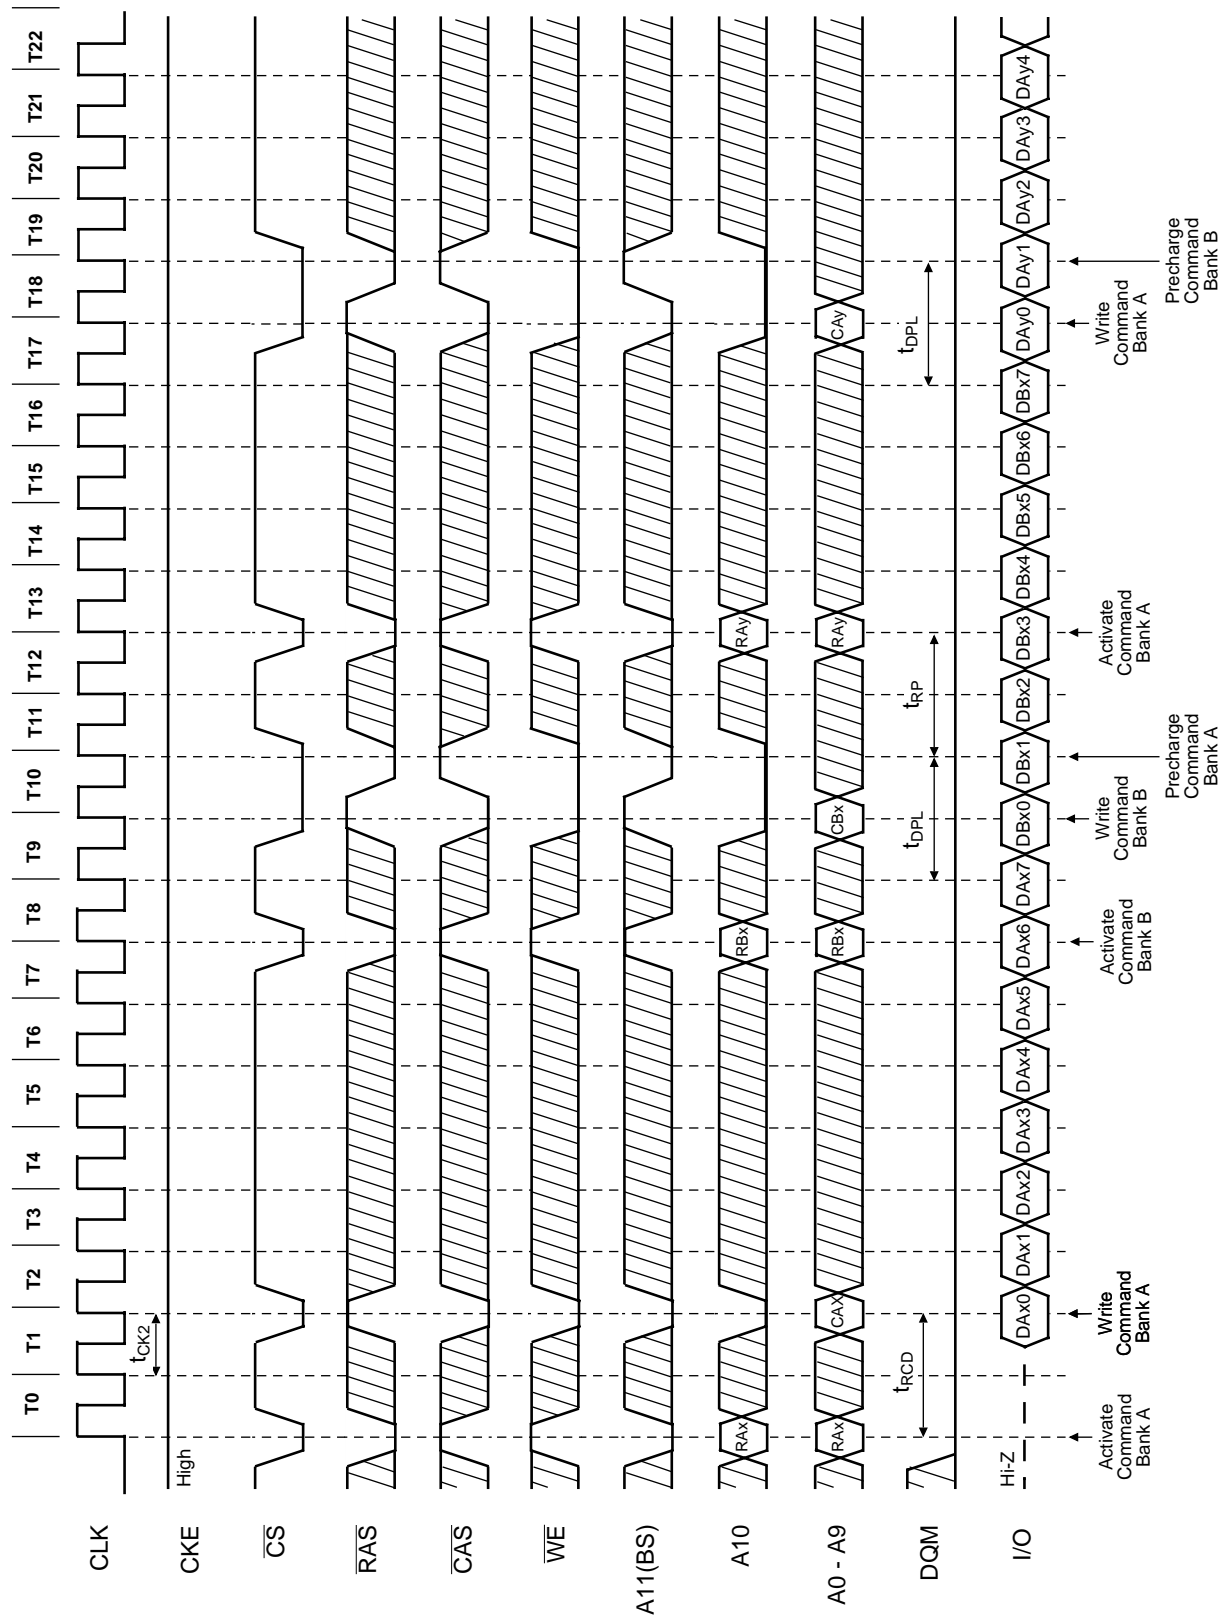 T0 T1 T2 T3 T4 T5 T6 T7 T8 T9 T10 T11 T12 T13 T14 T15 T16 T17 T18 T19 T20 T21 T22
CLK
tCK2
CKE
High
CS
RAS
CAS
WE
A11(BS)
A10
RAx RBx RAy
A0 - A9
RAx CAX RBx CBx RAy CAy
DQM
tRCD tDPL tRP tDPL
I/O
Hi-Z
DAx0 DAx1 DAx2 DAx3 DAx4 DAx5 DAx6 DAx7 DBx0 DBx1 DBx2 DBx3 DBx4 DBx5 DBx6 DBx7 DAy0 DAy1 DAy2 DAy3 DAy4
Activate
Command
Bank A
Write
Command
Bank A
Activate
Command
Bank B
Write
Command
Bank B
Precharge
Command
Bank A
Activate
Command
Bank A
Write
Command
Bank A
Precharge
Command
Bank B